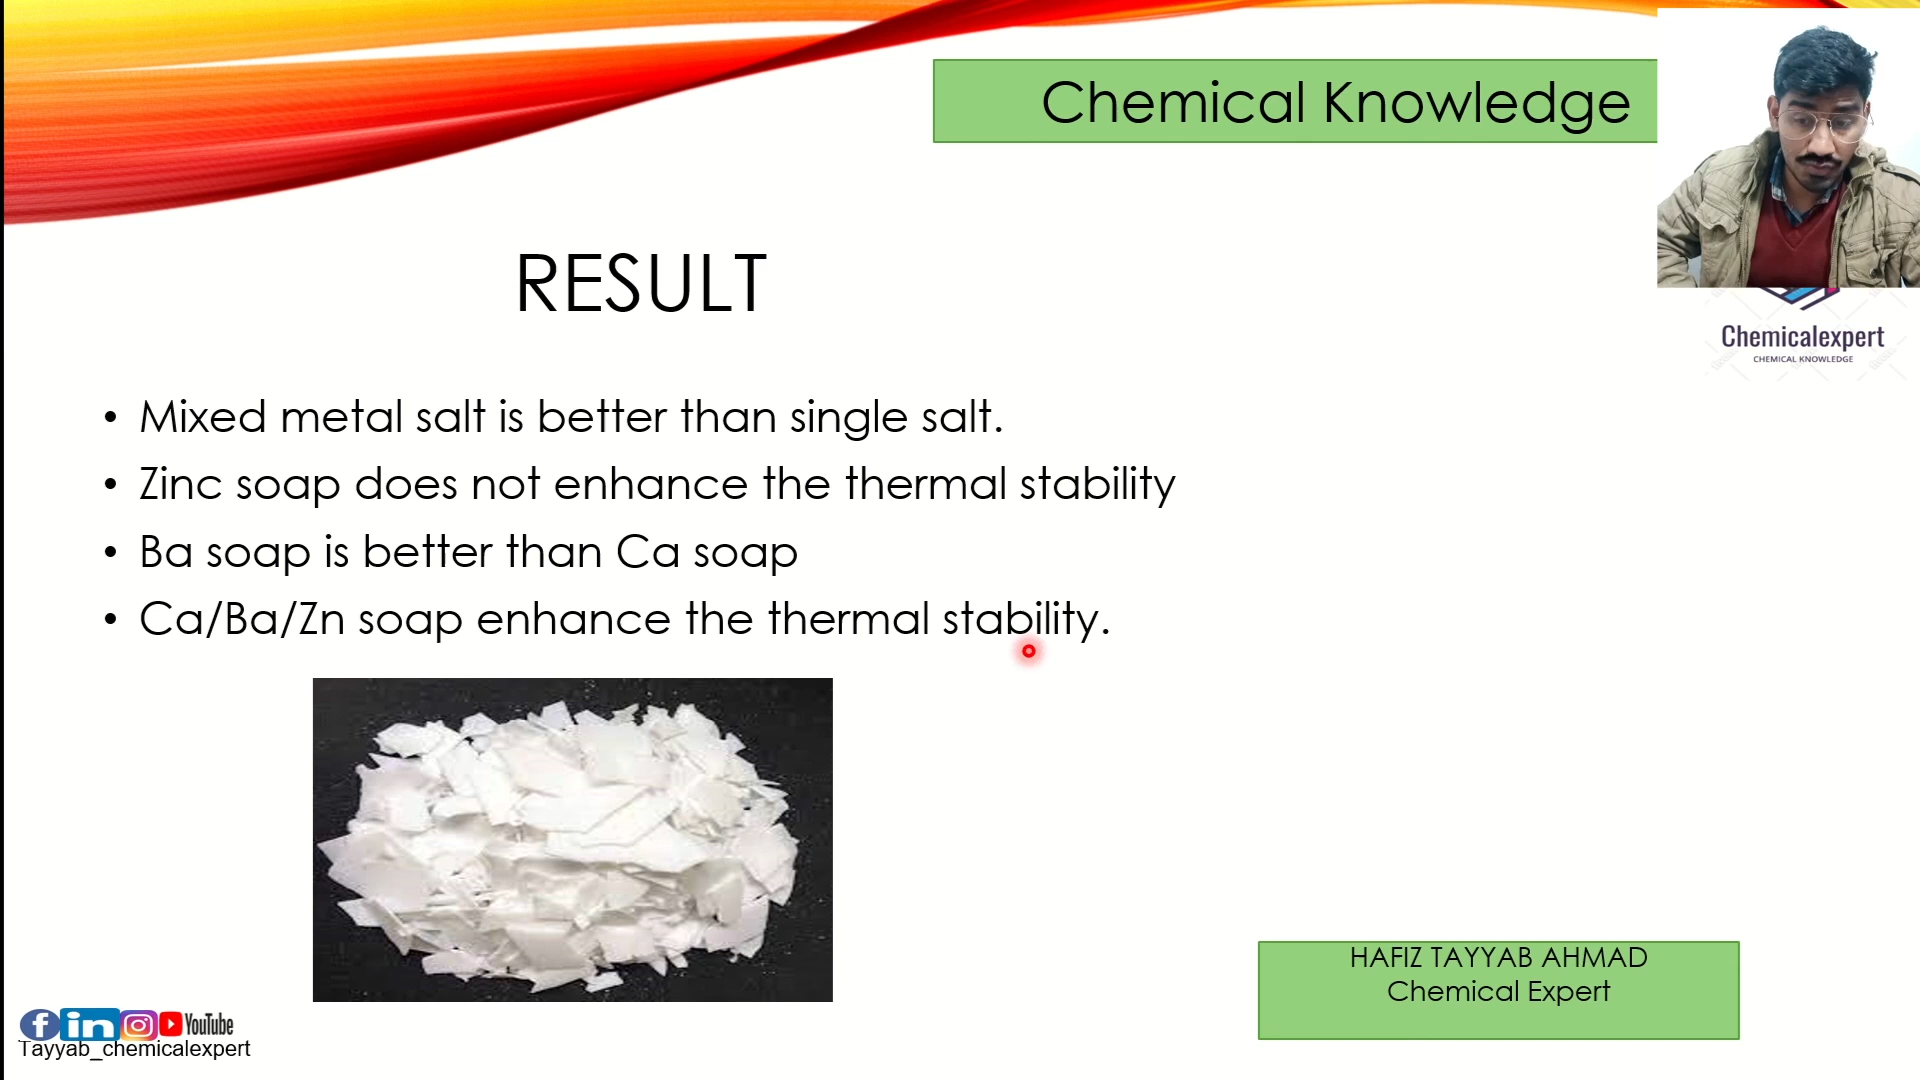 Chemical Knowledge
Chemicalexpert
CHEMICAL KNOWLEDGE
RESULT
• Mixed metal salt is better than single salt.
• Zinc soap does not enhance the thermal stability
• Ba soap is better than Ca soap
• Ca/Ba/Zn soap enhance the thermal stability.
HAFIZ TAYYAB AHMAD
Chemical Expert
f in YouTube
Tayyab_chemicalexpert